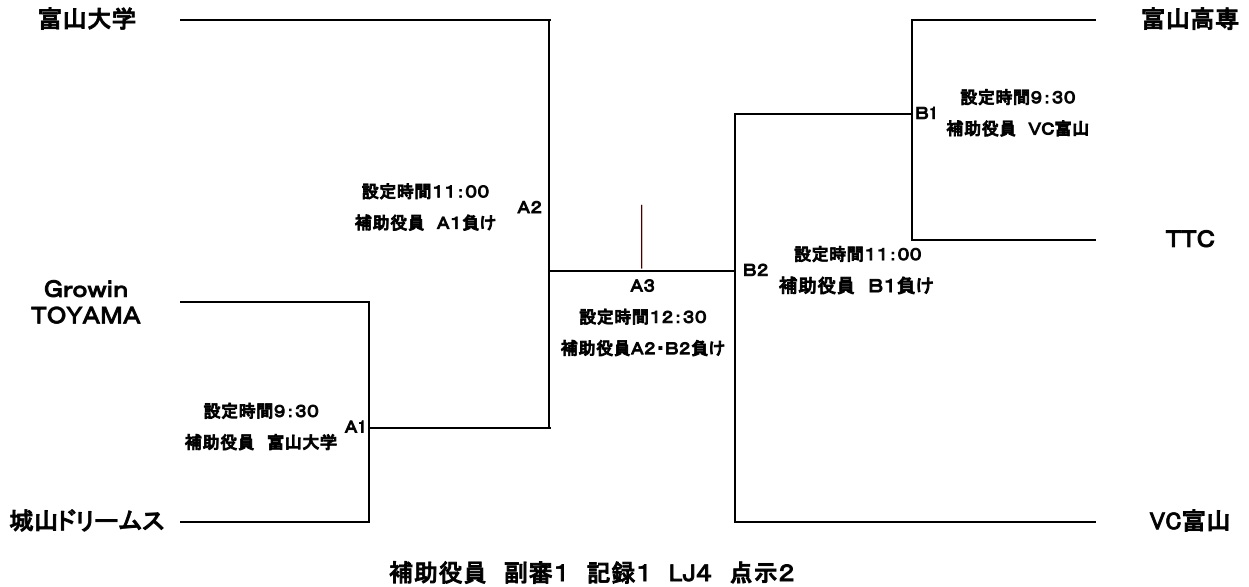 富山大学
富山高専
設定時間9:30
B1
補助役員 VC富山
設定時間11:00
A2
補助役員 A1負け
TTC
設定時間11:00
B2
補助役員 B1負け
Growin
TOYAMA
A3
設定時間12:30
補助役員A2・B2負け
設定時間9:30
A1
補助役員 富山大学
城山ドリームス
VC富山
補助役員 副審1 記録1 LJ4 点示2